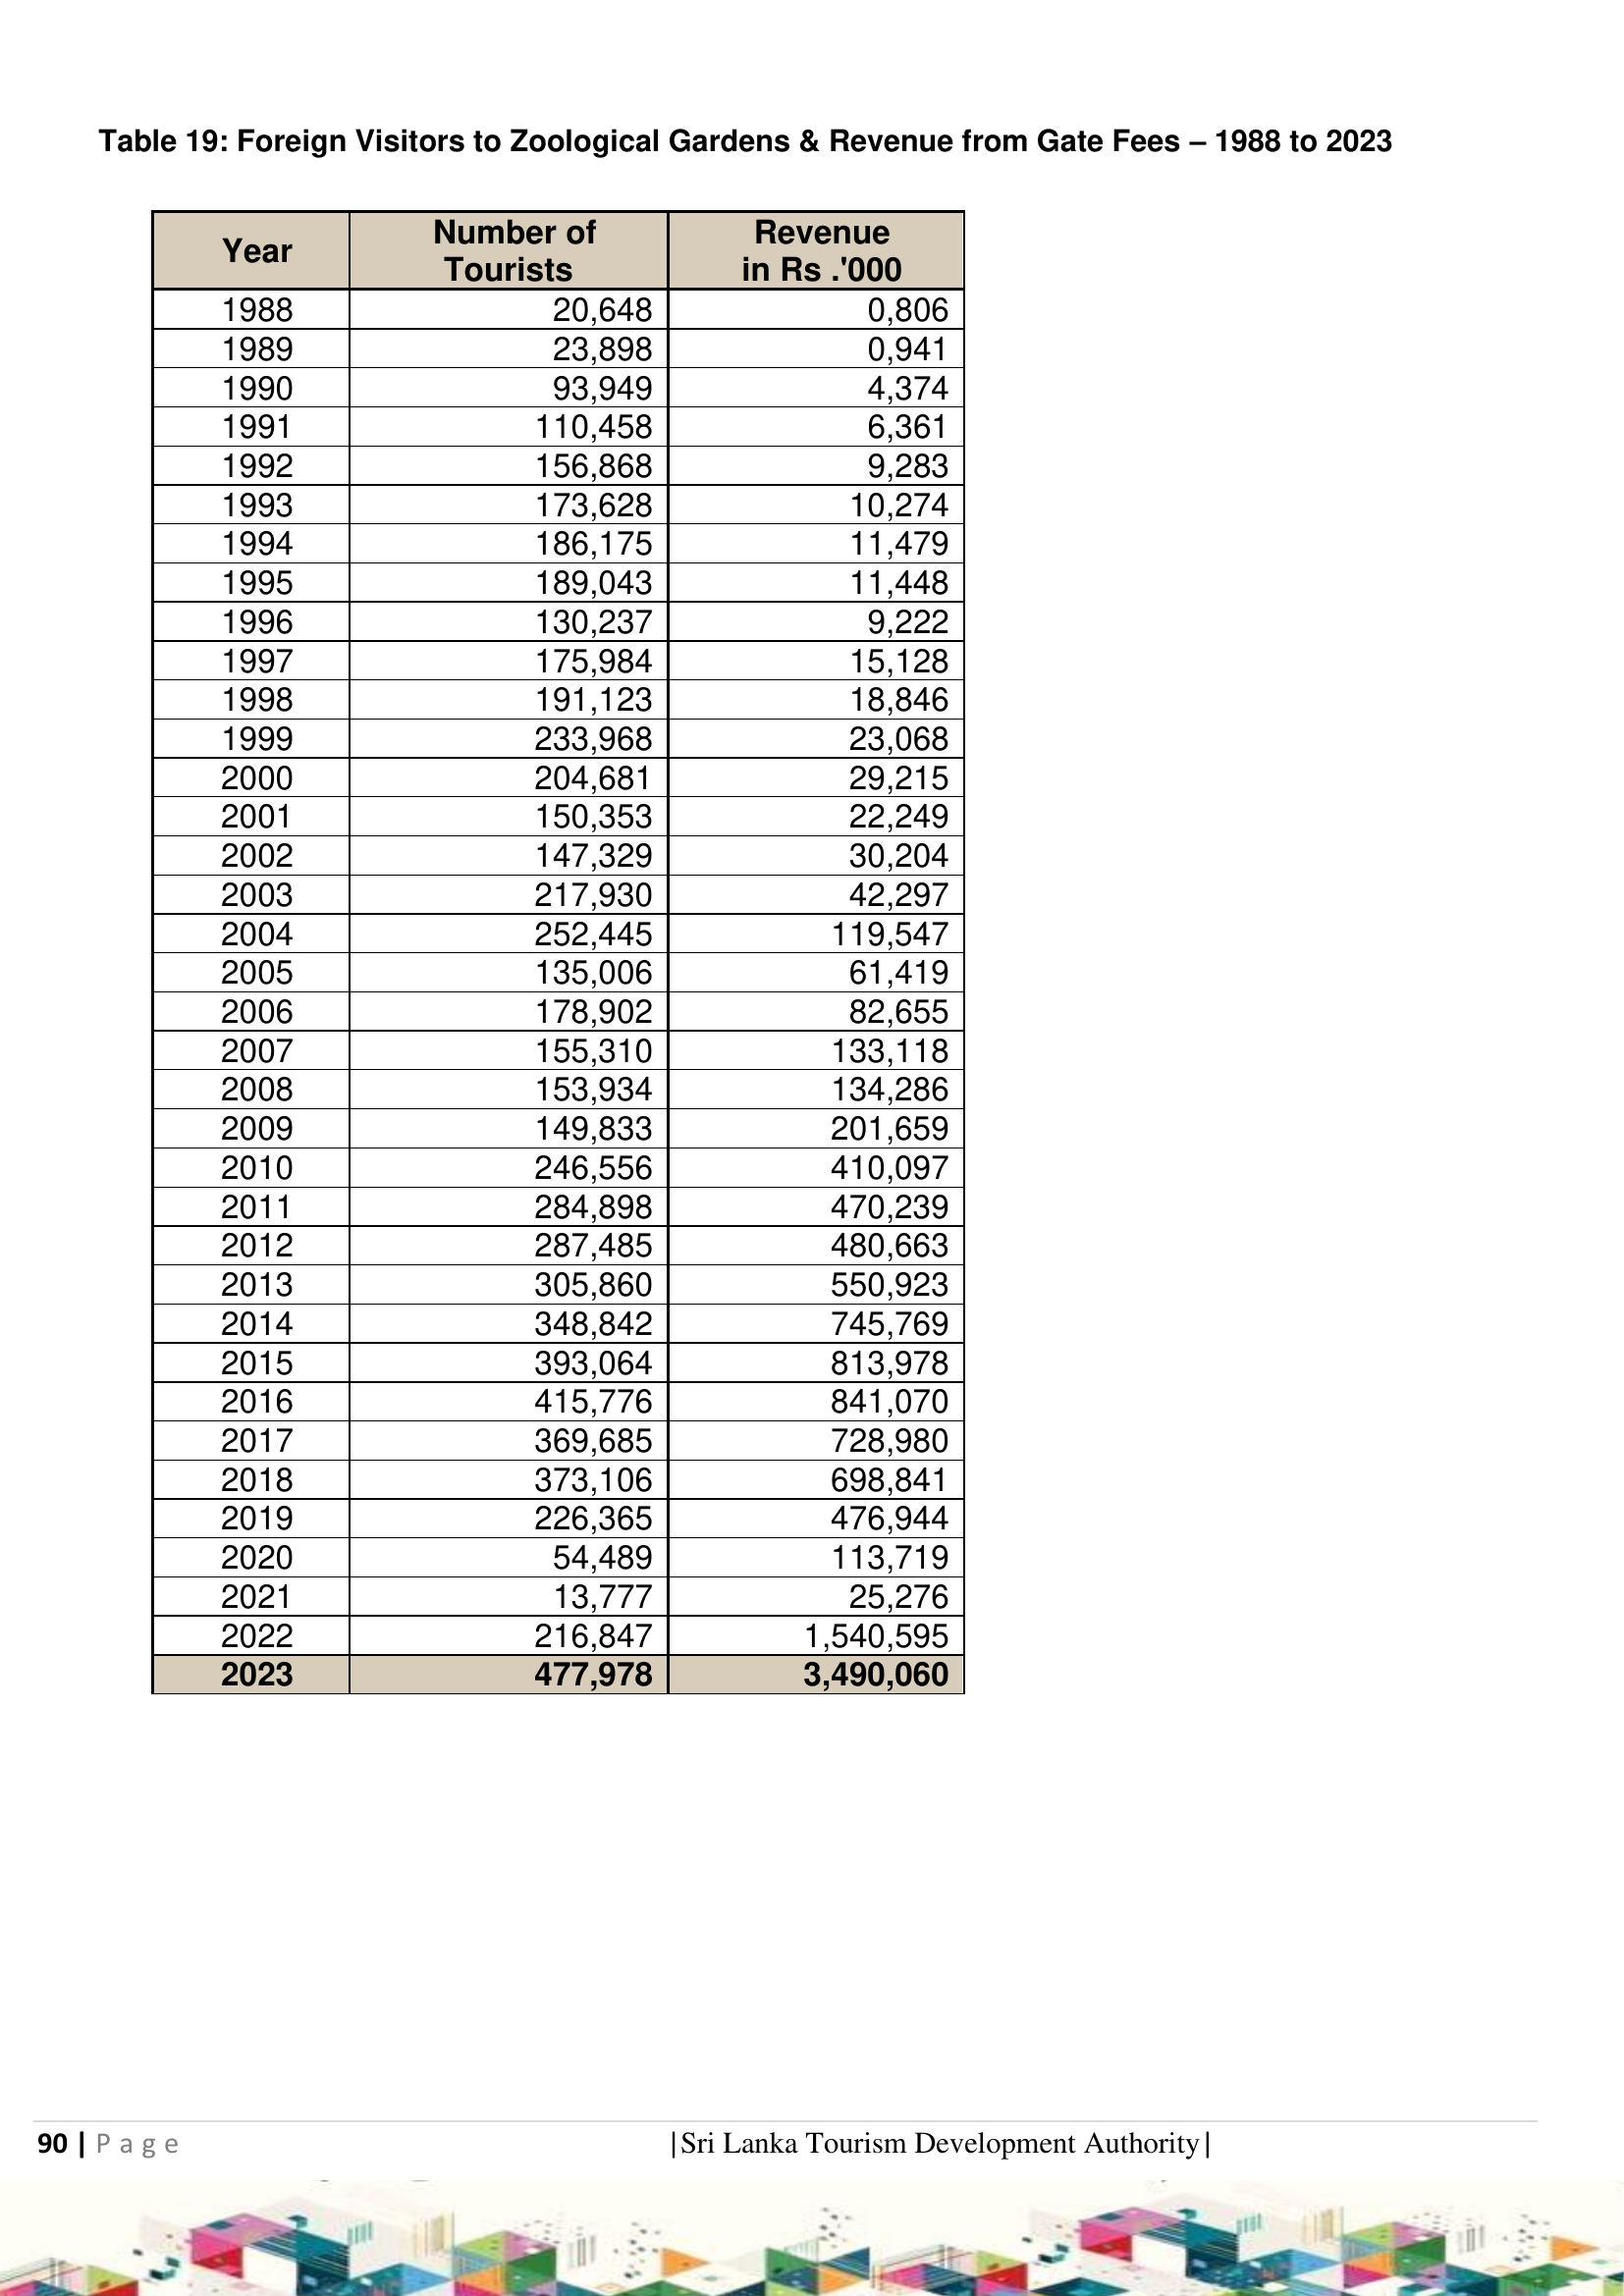 Table 19: Foreign Visitors to Zoological Gardens & Revenue from Gate Fees – 1988 to 2023
Year Number of Tourists Revenue in Rs .'000
1988 20,648 0,806
1989 23,898 0,941
1990 93,949 4,374
1991 110,458 6,361
1992 156,868 9,283
1993 173,628 10,274
1994 186,175 11,479
1995 189,043 11,448
1996 130,237 9,222
1997 175,984 15,128
1998 191,123 18,846
1999 233,968 23,068
2000 204,681 29,215
2001 150,353 22,249
2002 147,329 30,204
2003 217,930 42,297
2004 252,445 119,547
2005 135,006 61,419
2006 178,902 82,655
2007 155,310 133,118
2008 153,934 134,286
2009 149,833 201,659
2010 246,556 410,097
2011 284,898 470,239
2012 287,485 480,663
2013 305,860 550,923
2014 348,842 745,769
2015 393,064 813,978
2016 415,776 841,070
2017 369,685 728,980
2018 373,106 698,841
2019 226,365 476,944
2020 54,489 113,719
2021 13,777 25,276
2022 216,847 1,540,595
2023 477,978 3,490,060
90 | Page |Sri Lanka Tourism Development Authority|